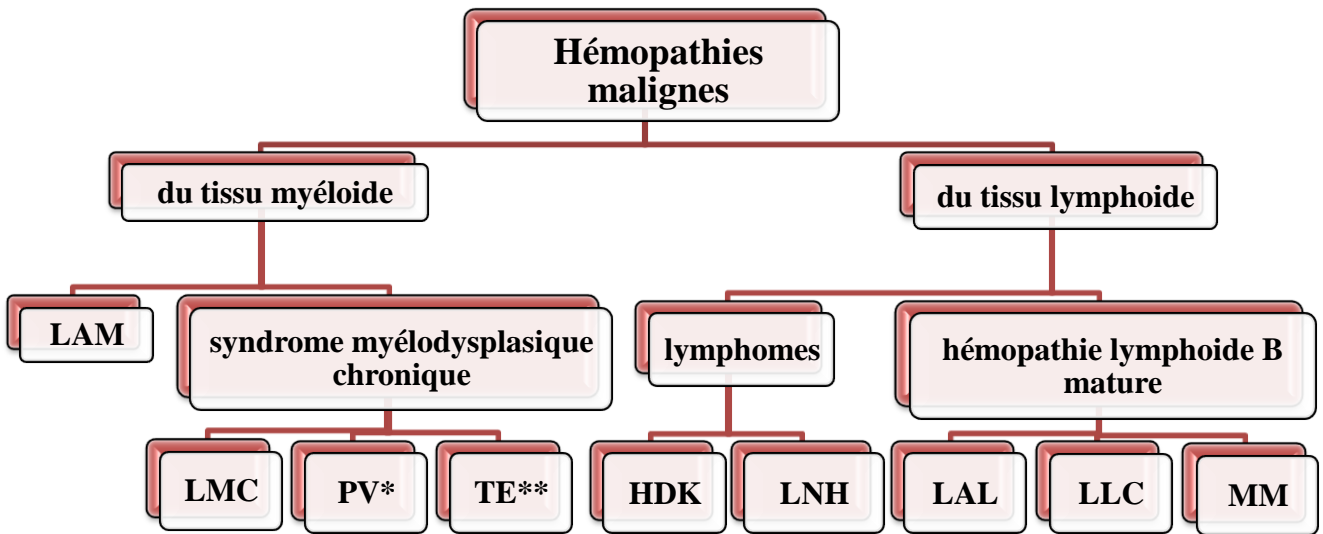 Hémopathies
malignes
du tissu myéloide
du tissu lymphoide
LAM
syndrome myélodysplasique
chronique
lymphomes
hémopathie lymphoide B
mature
LMC
PV*
TE**
HDK
LNH
LAL
LLC
MM